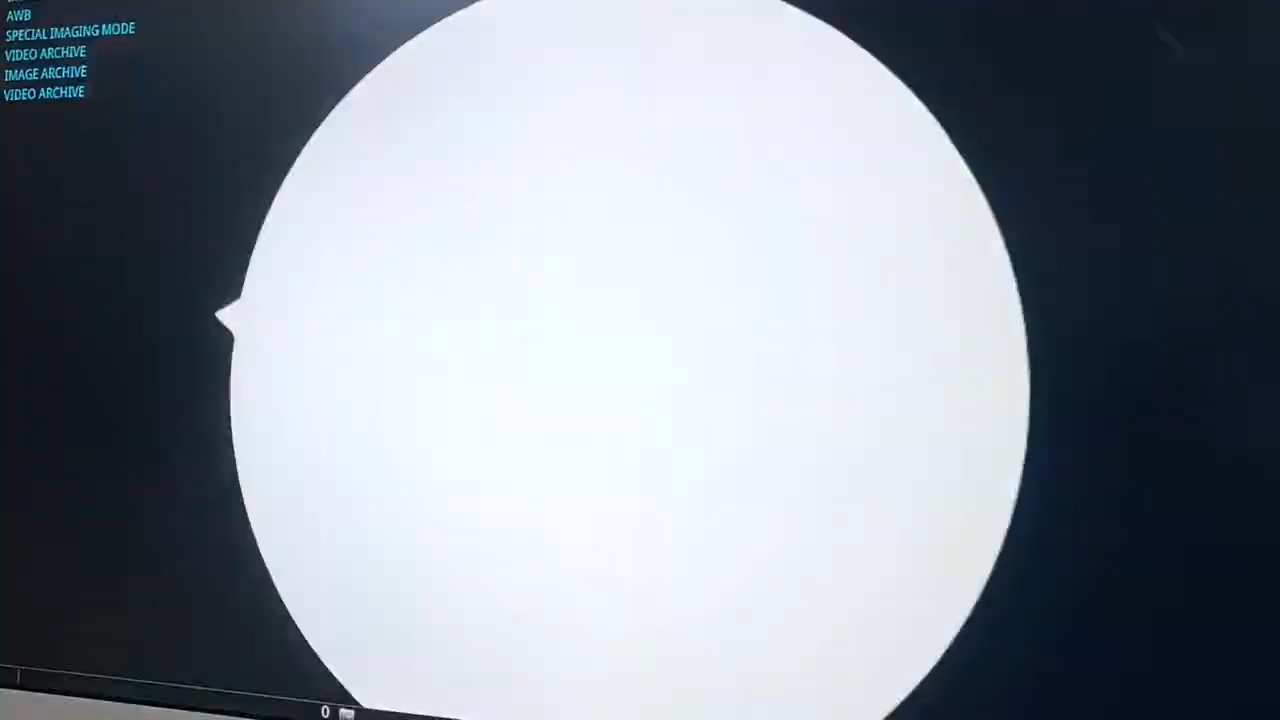 AWB
SPECIAL IMAGING MODE
VIDEO ARCHIVE
IMAGE ARCHIVE
VIDEO ARCHIVE
0